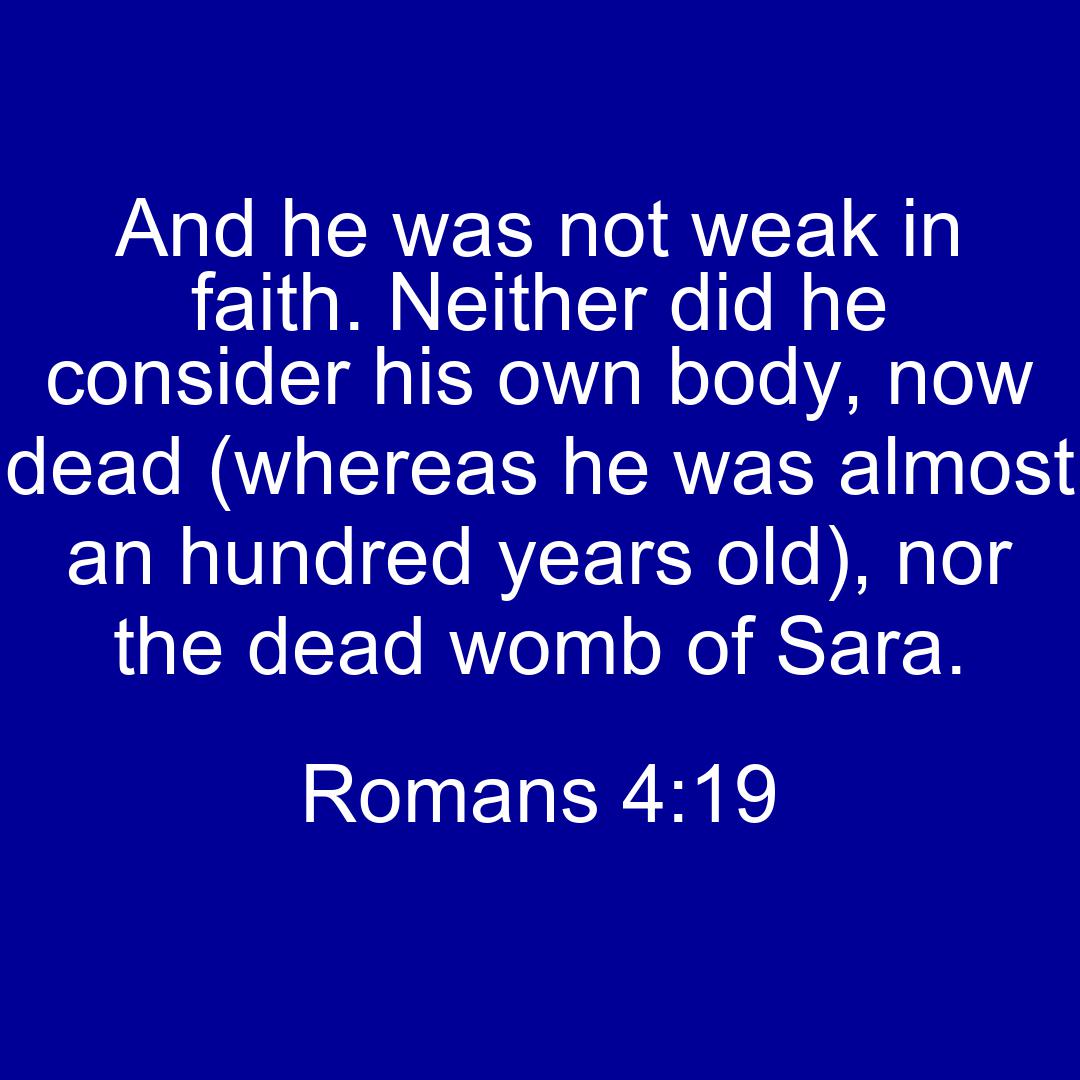 And he was not weak in
faith. Neither did he
consider his own body, now
dead (whereas he was almost
an hundred years old), nor
the dead womb of Sara.
Romans 4:19